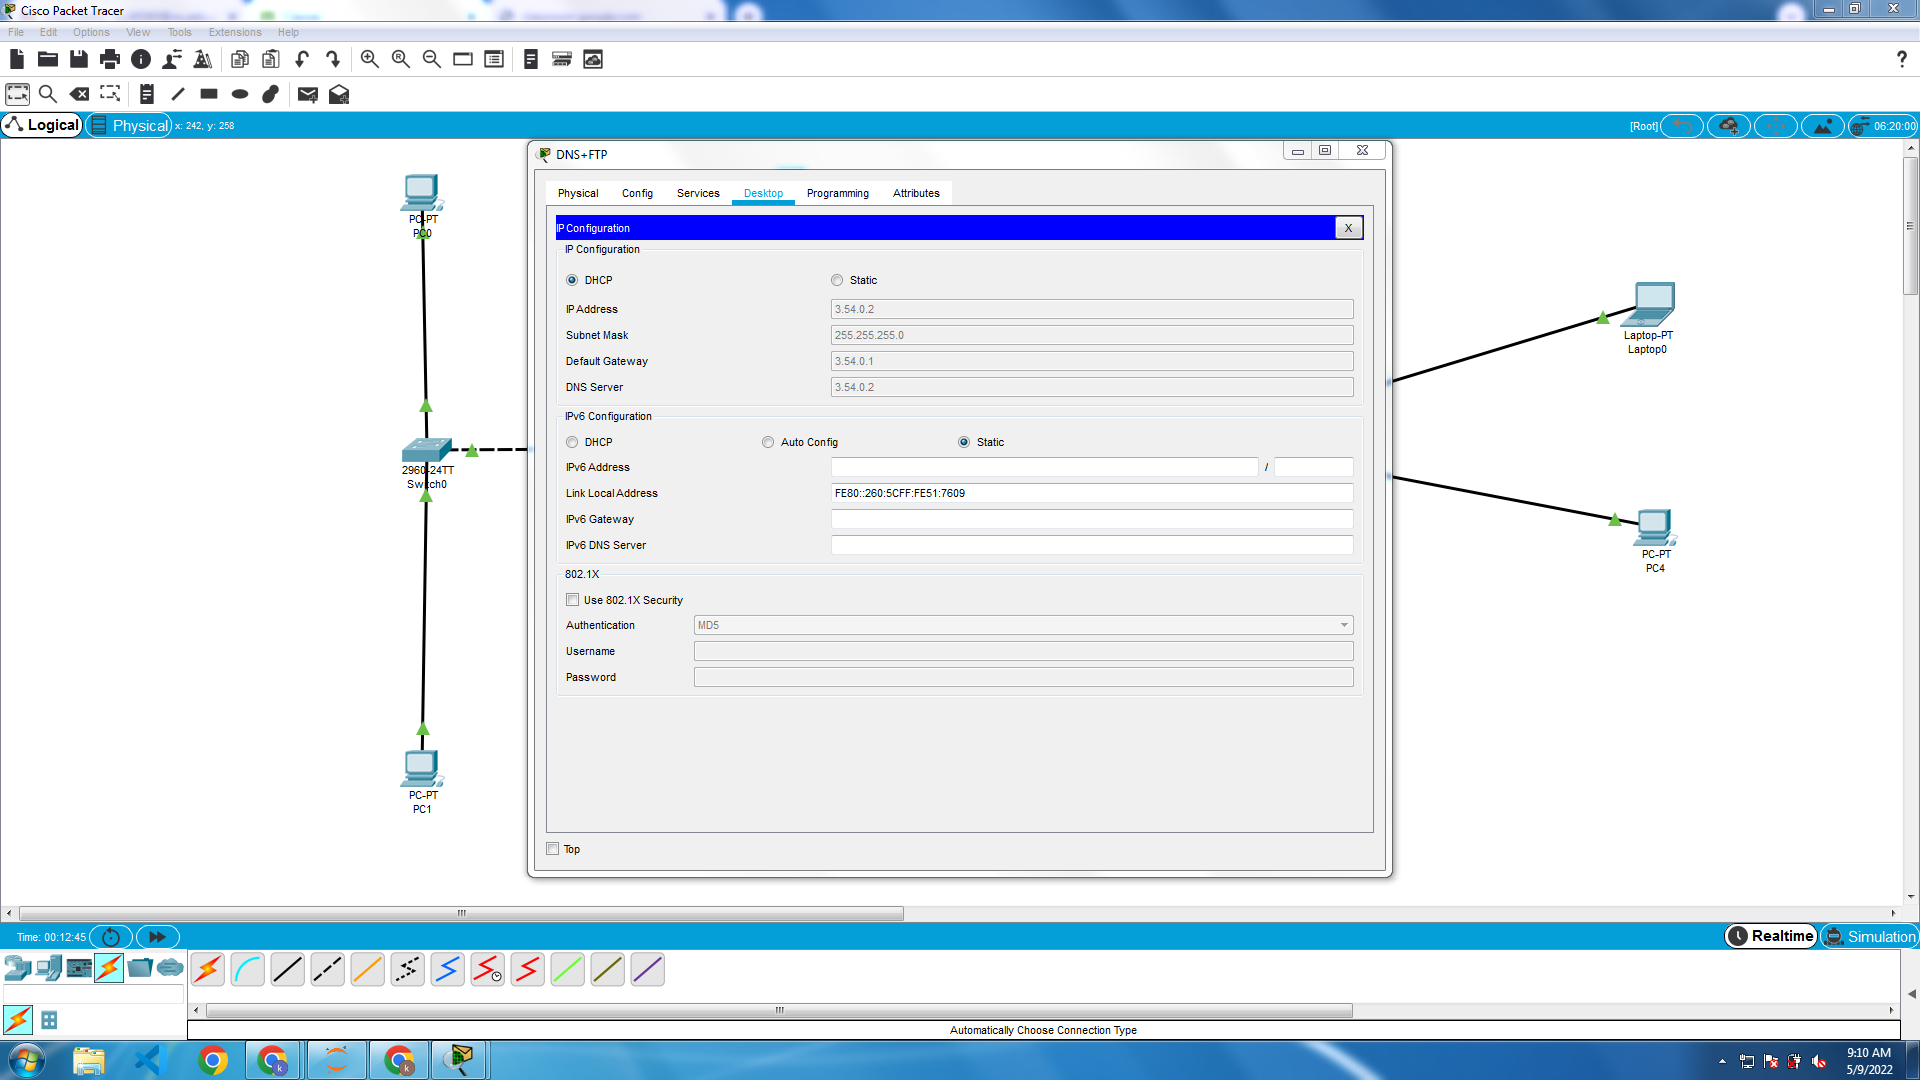 Cisco Packet Tracer
File Edit Options View Tools Extensions Help
?
Logical Physical x: 242, y: 258 [Root] 06:20:00
DNS+FTP
Physical Config Services Desktop Programming Attributes
IP Configuration X
IP Configuration
DHCP Static
IP Address 3.54.0.2
Subnet Mask 255.255.255.0
Default Gateway 3.54.0.1
DNS Server 3.54.0.2
IPv6 Configuration
DHCP Auto Config Static
IPv6 Address /
Link Local Address FE80::260:5CFF:FE51:7609
IPv6 Gateway
IPv6 DNS Server
802.1X
Use 802.1X Security
Authentication MD5
Username
Password
Top
PC-PT
PC0
2960-24TT
Switch0
PC-PT
PC1
Laptop-PT
Laptop0
PC-PT
PC4
Time: 00:12:45 Realtime Simulation
Automatically Choose Connection Type
9:10 AM
5/9/2022